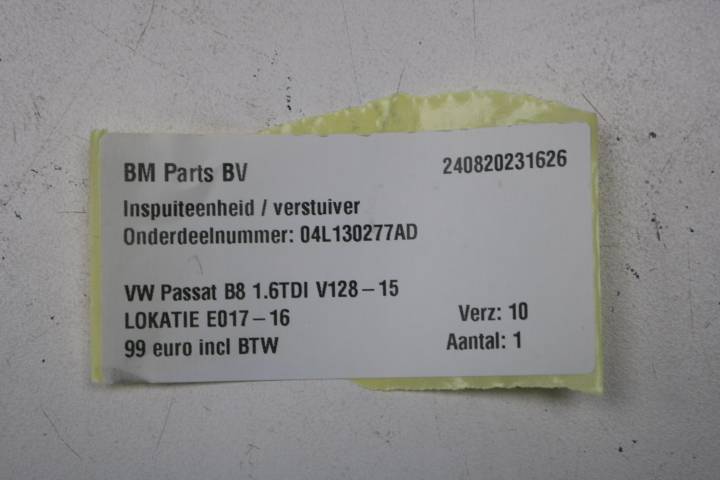 BM Parts BV 240820231626
Inspuiteenheid / verstuiver
Onderdeelnummer: 04L130277AD
VW Passat B8 1.6TDI V128-15
LOKATIE E017-16 Verz: 10
99 euro incl BTW Aantal: 1